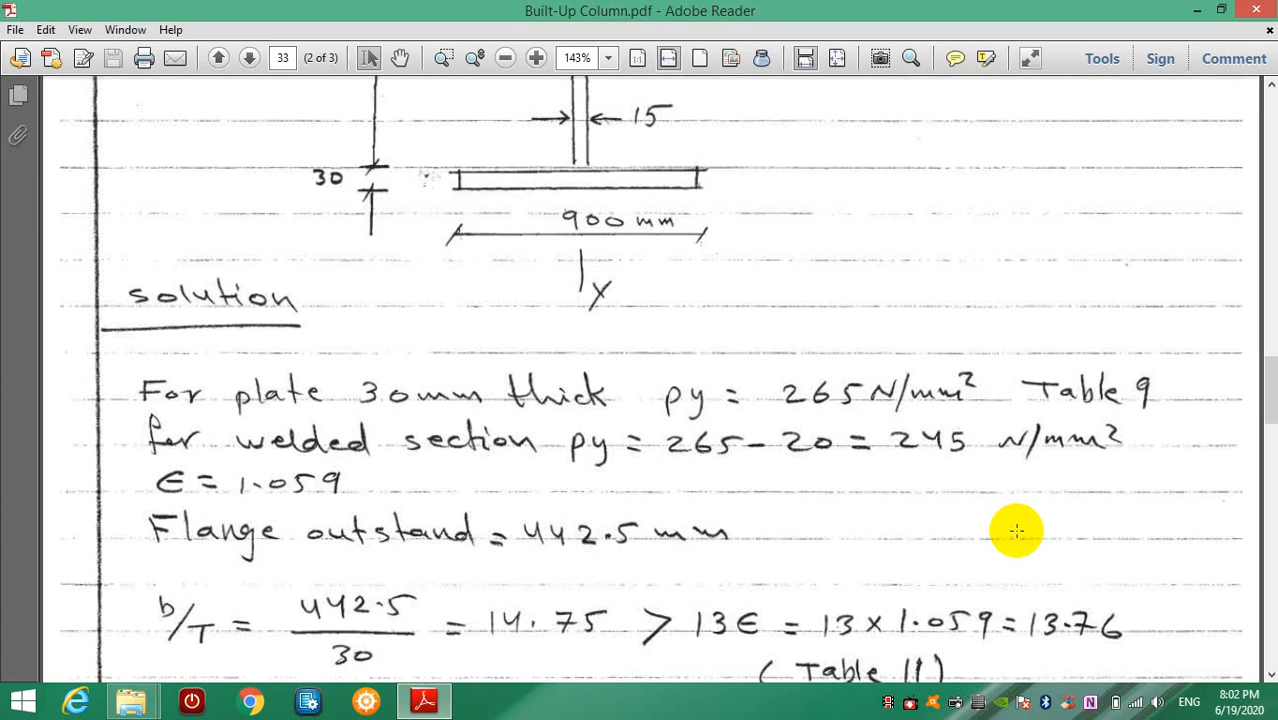 Built-Up Column.pdf - Adobe Reader
File Edit View Window Help
33 (2 of 3) 143% Tools Sign Comment
15
30
900 mm
y
solution
For plate 30mm thick py = 265 N/mm² Table 9
for welded section py = 265 - 20 = 245 N/mm²
ϵ = 1.059
Flange outstand = 442.5 mm
b/T = 442.5/30 = 14.75 > 13ϵ = 13 x 1.059 = 13.76
( Table 11)
ENG 8:02 PM
6/19/2020